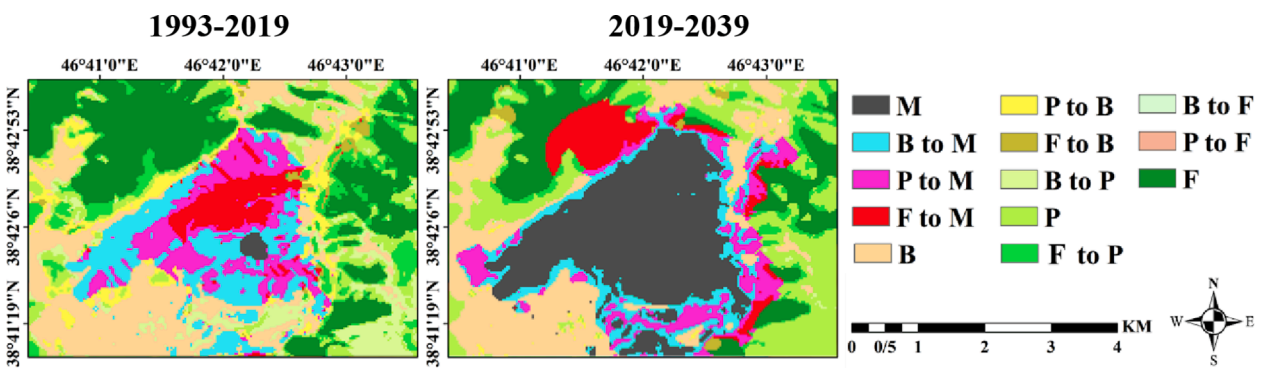 1993-2019
2019-2039
46°41'0"E 46°42'0"E 46°43'0"E
46°41'0"E 46°42'0"E 46°43'0"E
38°42'53"N
38°42'6"N
38°41'19"N
38°42'53"N
38°42'6"N
38°41'19"N
M
B to M
P to M
F to M
B
P to B
F to B
B to P
P
F to P
B to F
P to F
F
KM
0 0/5 1 2 3 4
N
W E
S